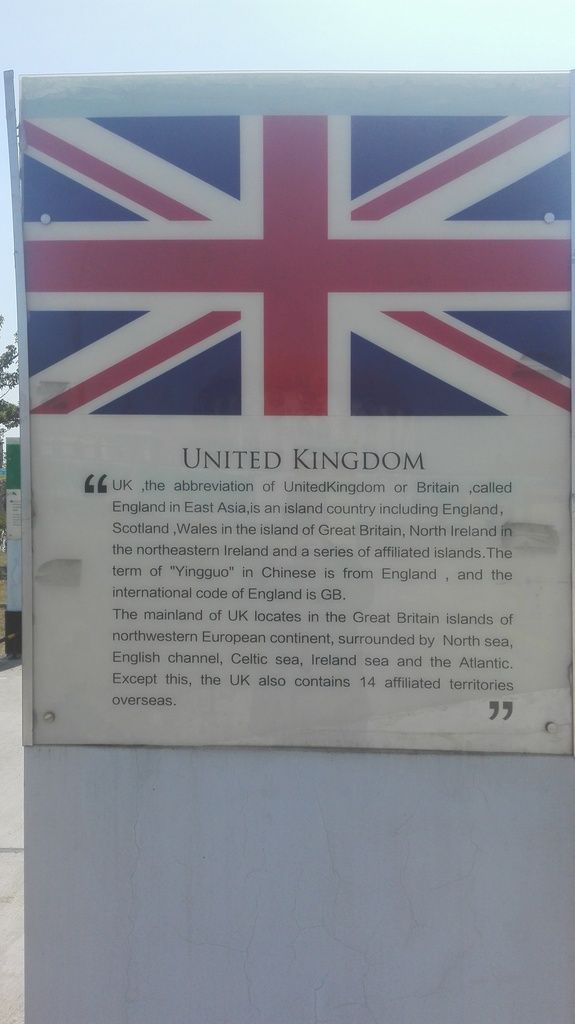 UNITED KINGDOM
“ UK ,the abbreviation of UnitedKingdom or Britain ,called
England in East Asia,is an island country including England,
Scotland ,Wales in the island of Great Britain, North Ireland in
the northeastern Ireland and a series of affiliated islands.The
term of "Yingguo" in Chinese is from England , and the
international code of England is GB.
The mainland of UK locates in the Great Britain islands of
northwestern European continent, surrounded by North sea,
English channel, Celtic sea, Ireland sea and the Atlantic.
Except this, the UK also contains 14 affiliated territories
overseas. ”